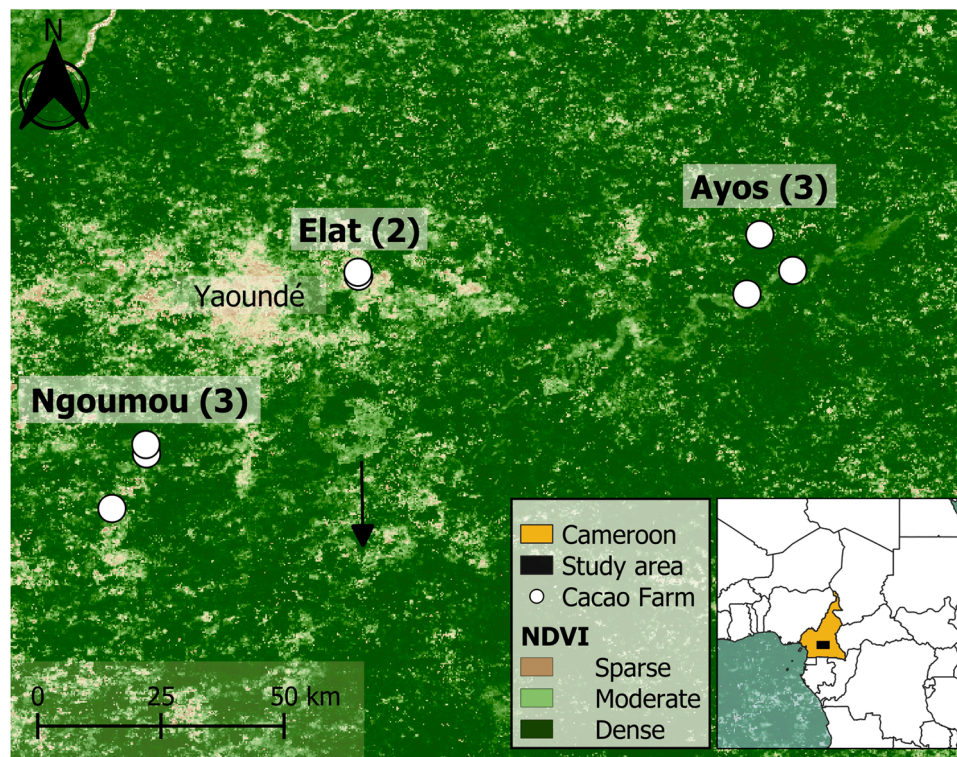 N
Ayos (3)
Elat (2)
Yaoundé
Ngoumou (3)
Cameroon
Study area
Cacao Farm
NDVI
Sparse
Moderate
Dense
0 25 50 km